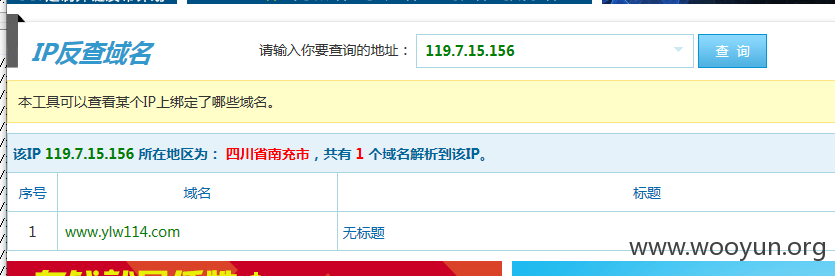 IP反查域名
请输入你要查询的地址：
119.7.15.156
查 询
本工具可以查看某个IP上绑定了哪些域名。
该IP 119.7.15.156 所在地区为： 四川省南充市，共有 1 个域名解析到该IP。
序号 域名 标题
1 www.ylw114.com 无标题
www.wooyun.org